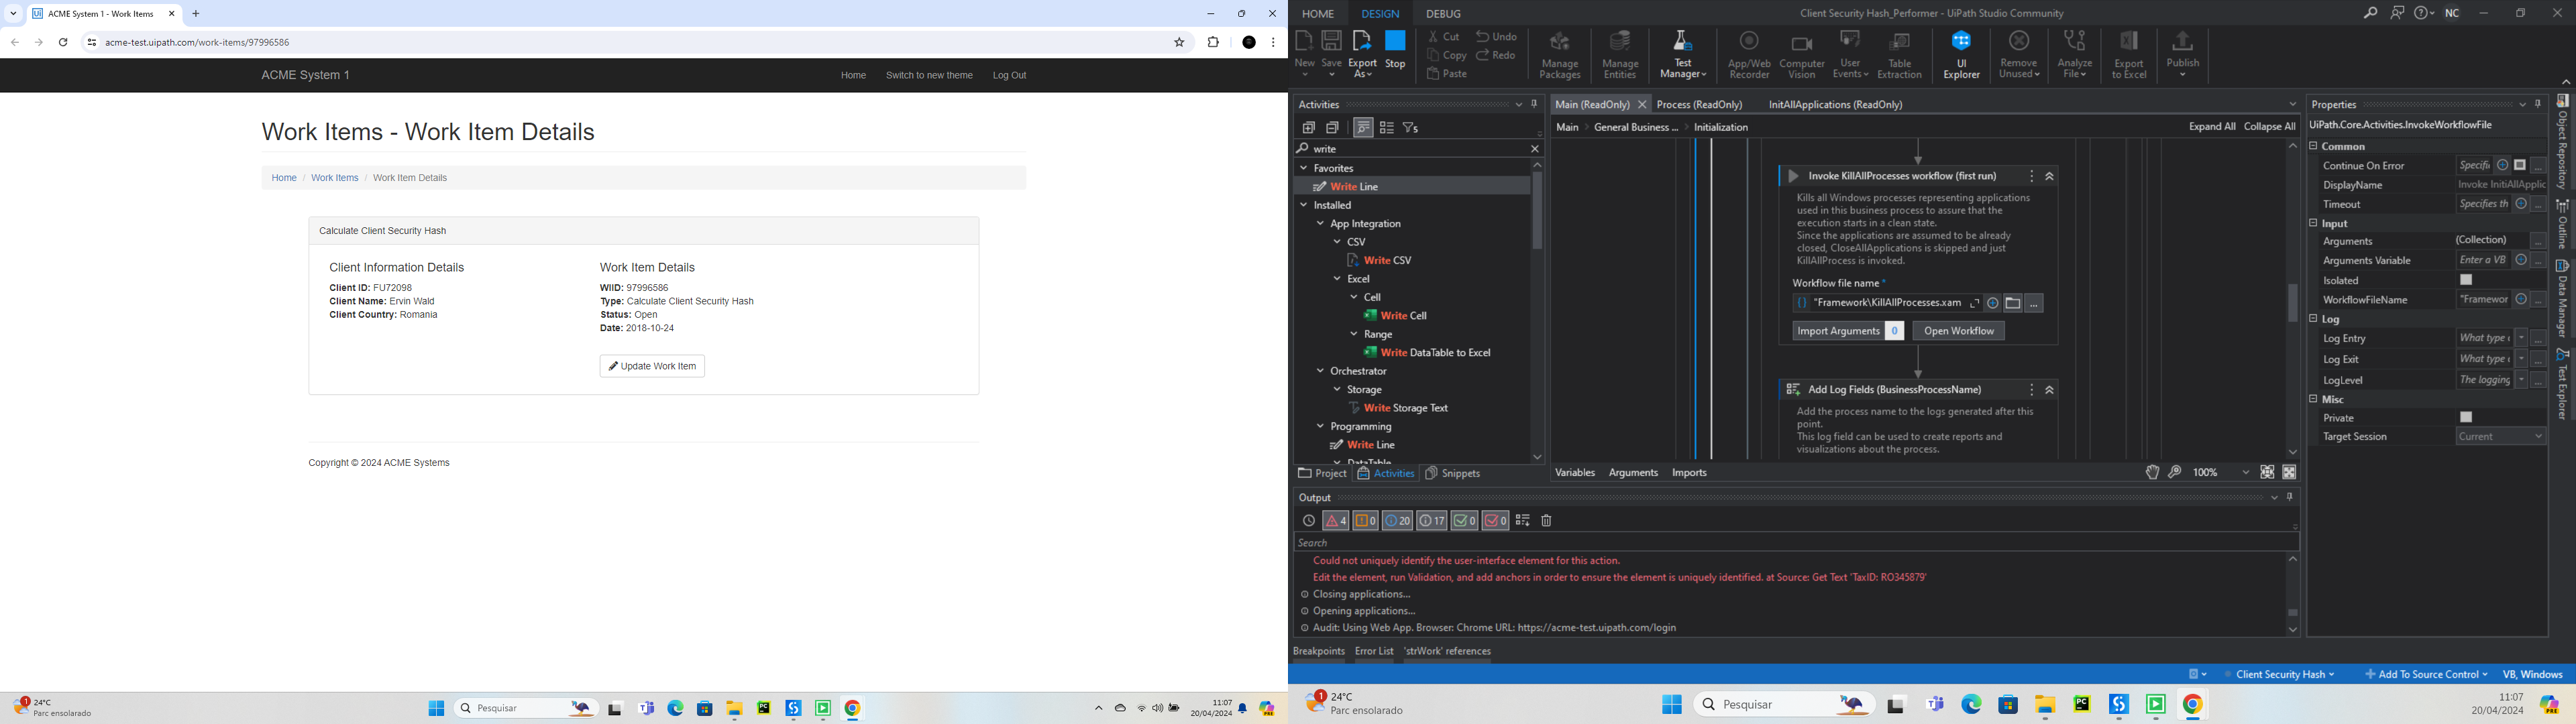 ACME System 1 - Work Items
acme-test.uipath.com/work-items/97996586
ACME System 1
Home
Switch to new theme
Log Out
Work Items - Work Item Details
Home / Work Items / Work Item Details
Calculate Client Security Hash
Client Information Details
Client ID: FU72098
Client Name: Ervin Wald
Client Country: Romania
Work Item Details
WIID: 97996586
Type: Calculate Client Security Hash
Status: Open
Date: 2018-10-24
Update Work Item
Copyright © 2024 ACME Systems
1
24°C
Parc ensolarado
Pesquisar
11:07
20/04/2024
HOME
DESIGN
DEBUG
Client Security Hash_Performer - UiPath Studio Community
NC
New
Save
Export As
Stop
Cut
Copy
Paste
Undo
Redo
Manage Packages
Manage Entities
Test Manager
App/Web Recorder
Computer Vision
User Events
Table Extraction
UI Explorer
Remove Unused
Analyze File
Export to Excel
Publish
Activities
5
write
Favorites
Write Line
Installed
App Integration
CSV
Write CSV
Excel
Cell
Write Cell
Range
Write DataTable to Excel
Orchestrator
Storage
Write Storage Text
Programming
Write Line
DataTable
Project
Activities
Snippets
Main (ReadOnly)
Process (ReadOnly)
InitAllApplications (ReadOnly)
Main
General Business ...
Initialization
Expand All
Collapse All
Invoke KillAllProcesses workflow (first run)
Kills all Windows processes representing applications
used in this business process to assure that the
execution starts in a clean state.
Since the applications are assumed to be already
closed, CloseAllApplications is skipped and just
KillAllProcess is invoked.
Workflow file name *
"Framework\KillAllProcesses.xam
...
Import Arguments 0
Open Workflow
Add Log Fields (BusinessProcessName)
Add the process name to the logs generated after this
point.
This log field can be used to create reports and
visualizations about the process.
Variables
Arguments
Imports
100%
Output
4
0
20
17
0
0
Search
Could not uniquely identify the user-interface element for this action.
Edit the element, run Validation, and add anchors in order to ensure the element is uniquely identified. at Source: Get Text 'TaxID: RO345879'
Closing applications...
Opening applications...
Audit: Using Web App. Browser: Chrome URL: https://acme-test.uipath.com/login
Breakpoints
Error List
'strWork' references
Properties
UiPath.Core.Activities.InvokeWorkflowFile
Common
Continue On Error
Specifi
DisplayName
Invoke InitiAllApplic
Timeout
Specifies th
Input
Arguments
(Collection)
Arguments Variable
Enter a VB
Isolated
WorkflowFileName
"Framewor
Log
Log Entry
What type
Log Exit
What type
LogLevel
The logging
Misc
Private
Target Session
Current
Object Repository
Outline
Data Manager
Test Explorer
Client Security Hash
Add To Source Control
VB, Windows
1
24°C
Parc ensolarado
Pesquisar
11:07
20/04/2024